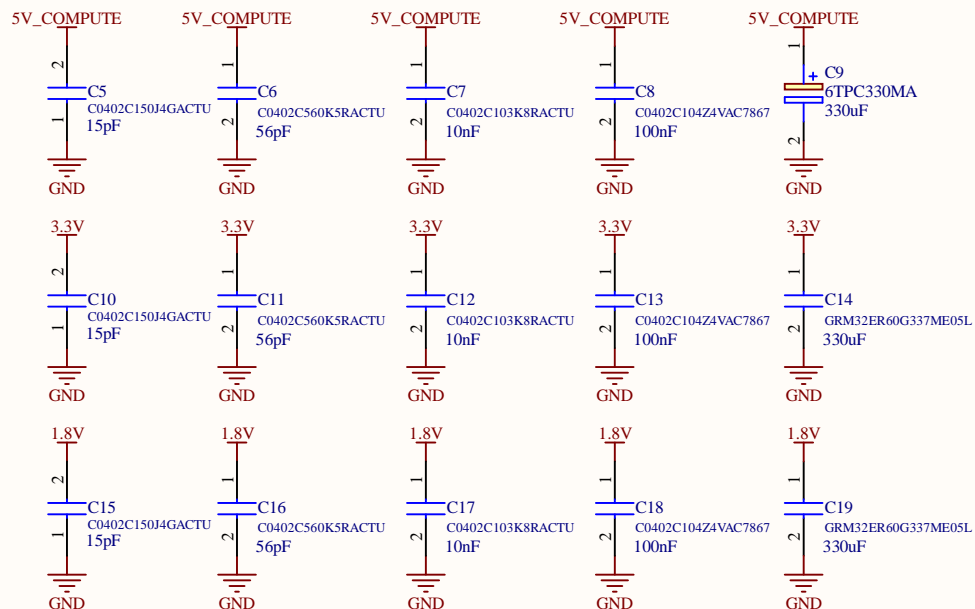 5V_COMPUTE 5V_COMPUTE 5V_COMPUTE 5V_COMPUTE 5V_COMPUTE
2 1 1 1 1
+ C9
C5 C6 C7 C8 6TPC330MA
C0402C150J4GACTU C0402C560K5RACTU C0402C103K8RACTU C0402C104Z4VAC7867 330uF
15pF 56pF 10nF 100nF
1 2 2 2 2
GND GND GND GND GND
3.3V 3.3V 3.3V 3.3V 3.3V
2 1 1 1 1
C10 C11 C12 C13 C14
C0402C150J4GACTU C0402C560K5RACTU C0402C103K8RACTU C0402C104Z4VAC7867 GRM32ER60G337ME05L
15pF 56pF 10nF 100nF 330uF
1 2 2 2 2
GND GND GND GND GND
1.8V 1.8V 1.8V 1.8V 1.8V
2 1 1 1 1
C15 C16 C17 C18 C19
C0402C150J4GACTU C0402C560K5RACTU C0402C103K8RACTU C0402C104Z4VAC7867 GRM32ER60G337ME05L
15pF 56pF 10nF 100nF 330uF
1 2 2 2 2
GND GND GND GND GND